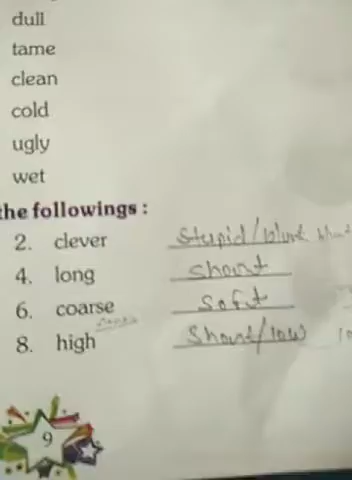 dull
tame
clean
cold
ugly
wet
the followings :
2. clever stupid/blunt
4. long short
6. coarse soft
8. high Short/low
9